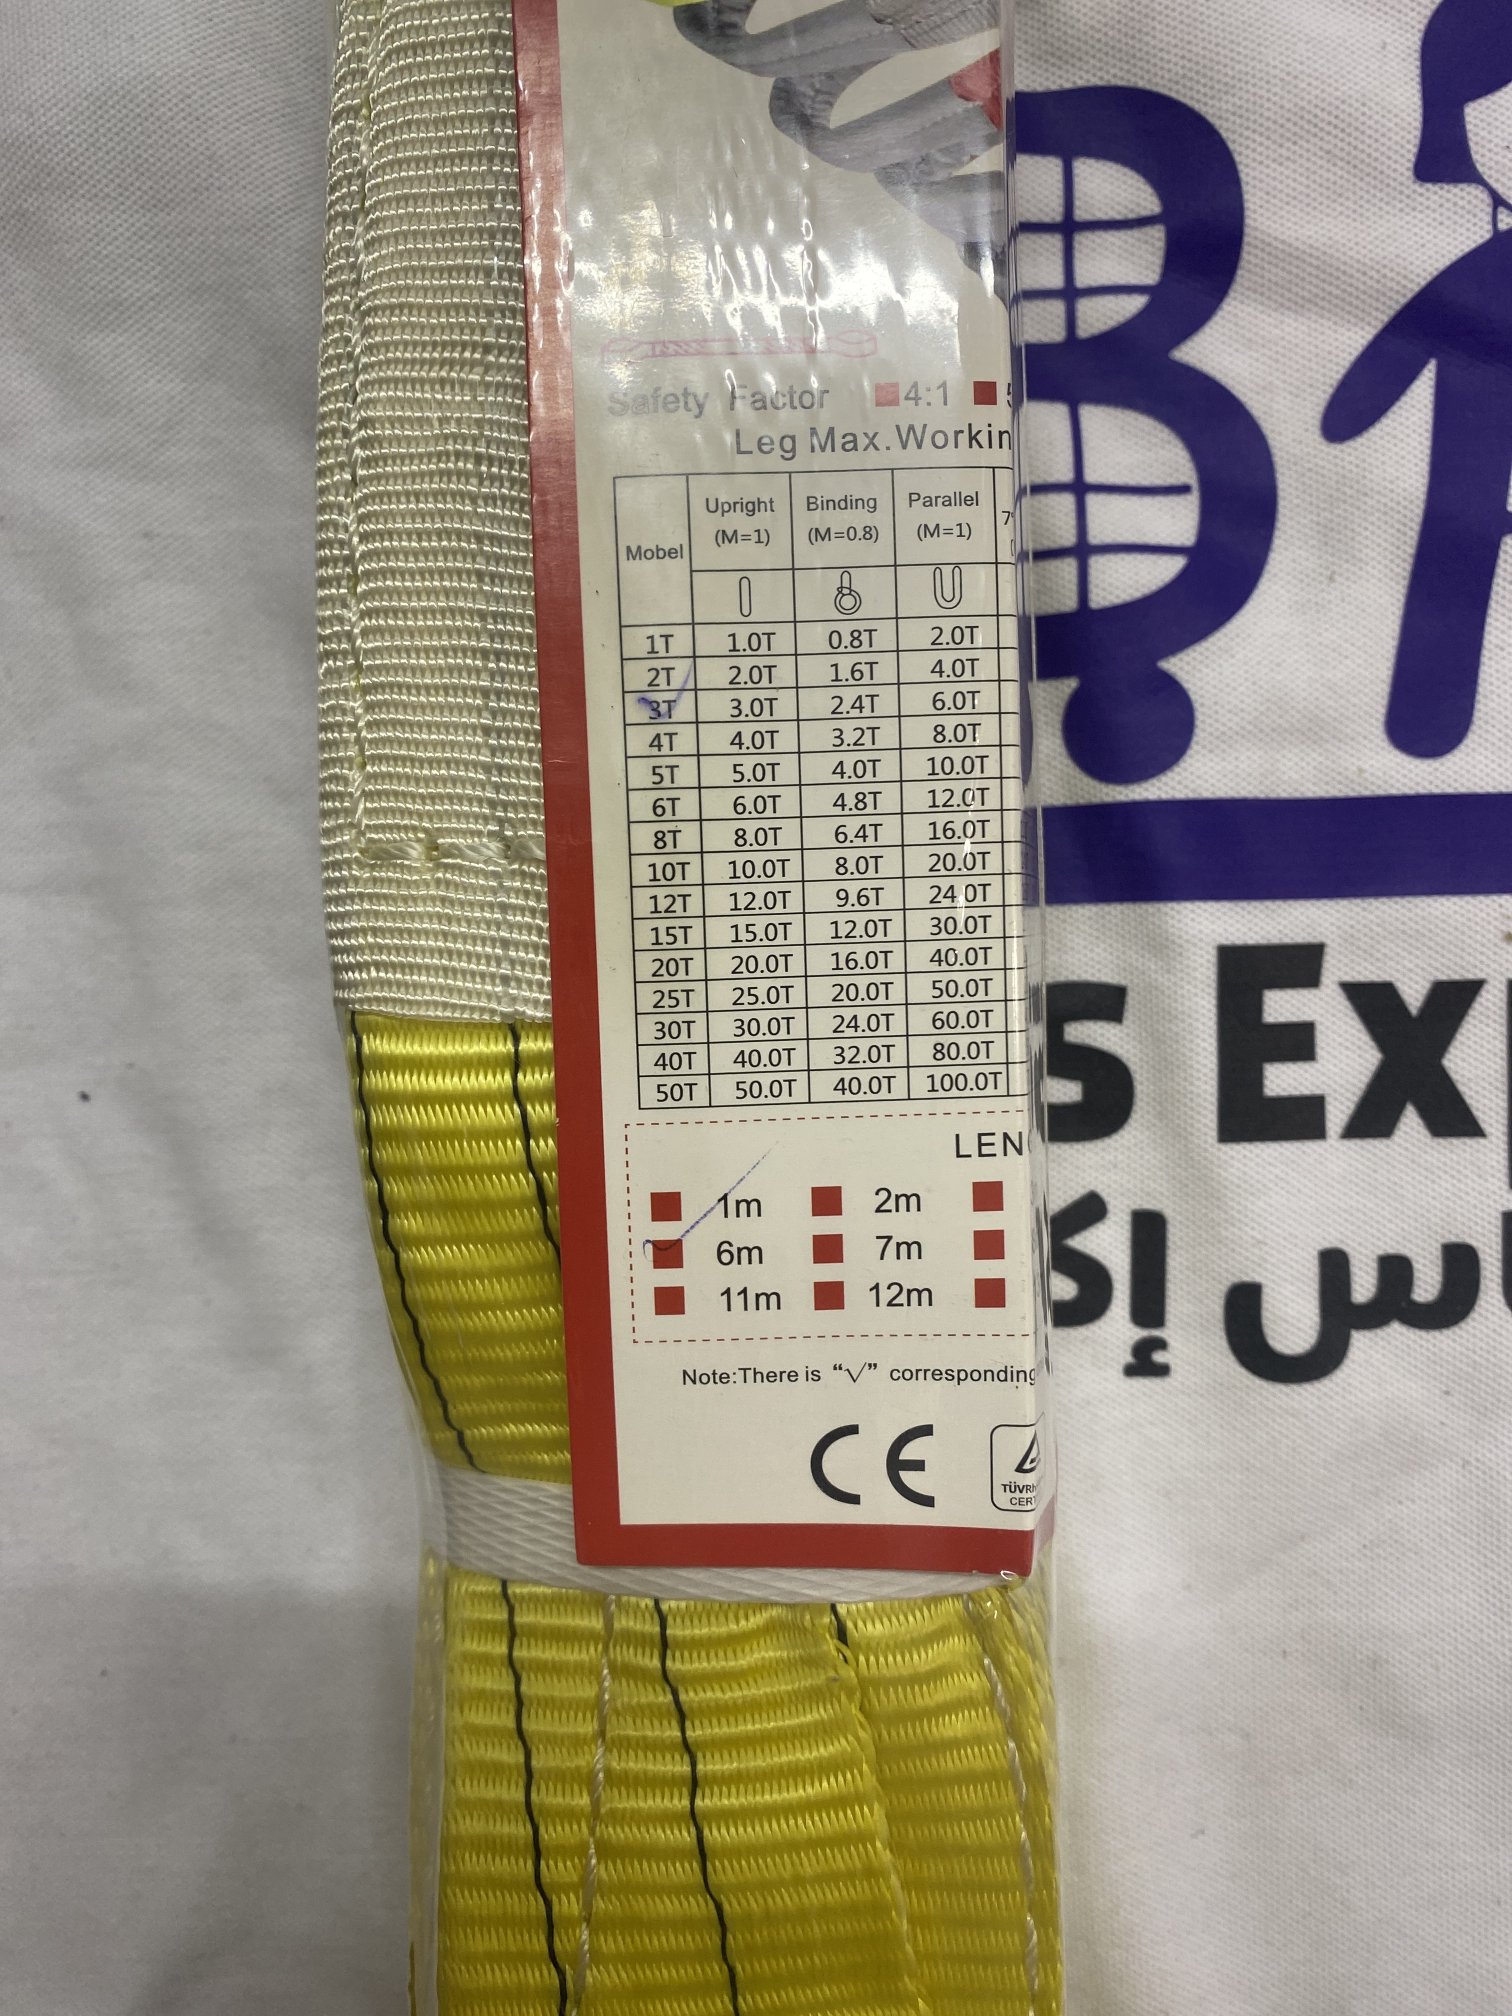 Safety Factor 4:1
Leg Max. Workin
Mobel Upright (M=1) Binding (M=0.8) Parallel (M=1)
1T 1.0T 0.8T 2.0T
2T 2.0T 1.6T 4.0T
3T 3.0T 2.4T 6.0T
4T 4.0T 3.2T 8.0T
5T 5.0T 4.0T 10.0T
6T 6.0T 4.8T 12.0T
8T 8.0T 6.4T 16.0T
10T 10.0T 8.0T 20.0T
12T 12.0T 9.6T 24.0T
15T 15.0T 12.0T 30.0T
20T 20.0T 16.0T 40.0T
25T 25.0T 20.0T 50.0T
30T 30.0T 24.0T 60.0T
40T 40.0T 32.0T 80.0T
50T 50.0T 40.0T 100.0T
LEN
1m 2m
6m 7m
11m 12m
Note:There is "√" corresponding
CE
TÜVRh
CERT
s Exp
اس إك